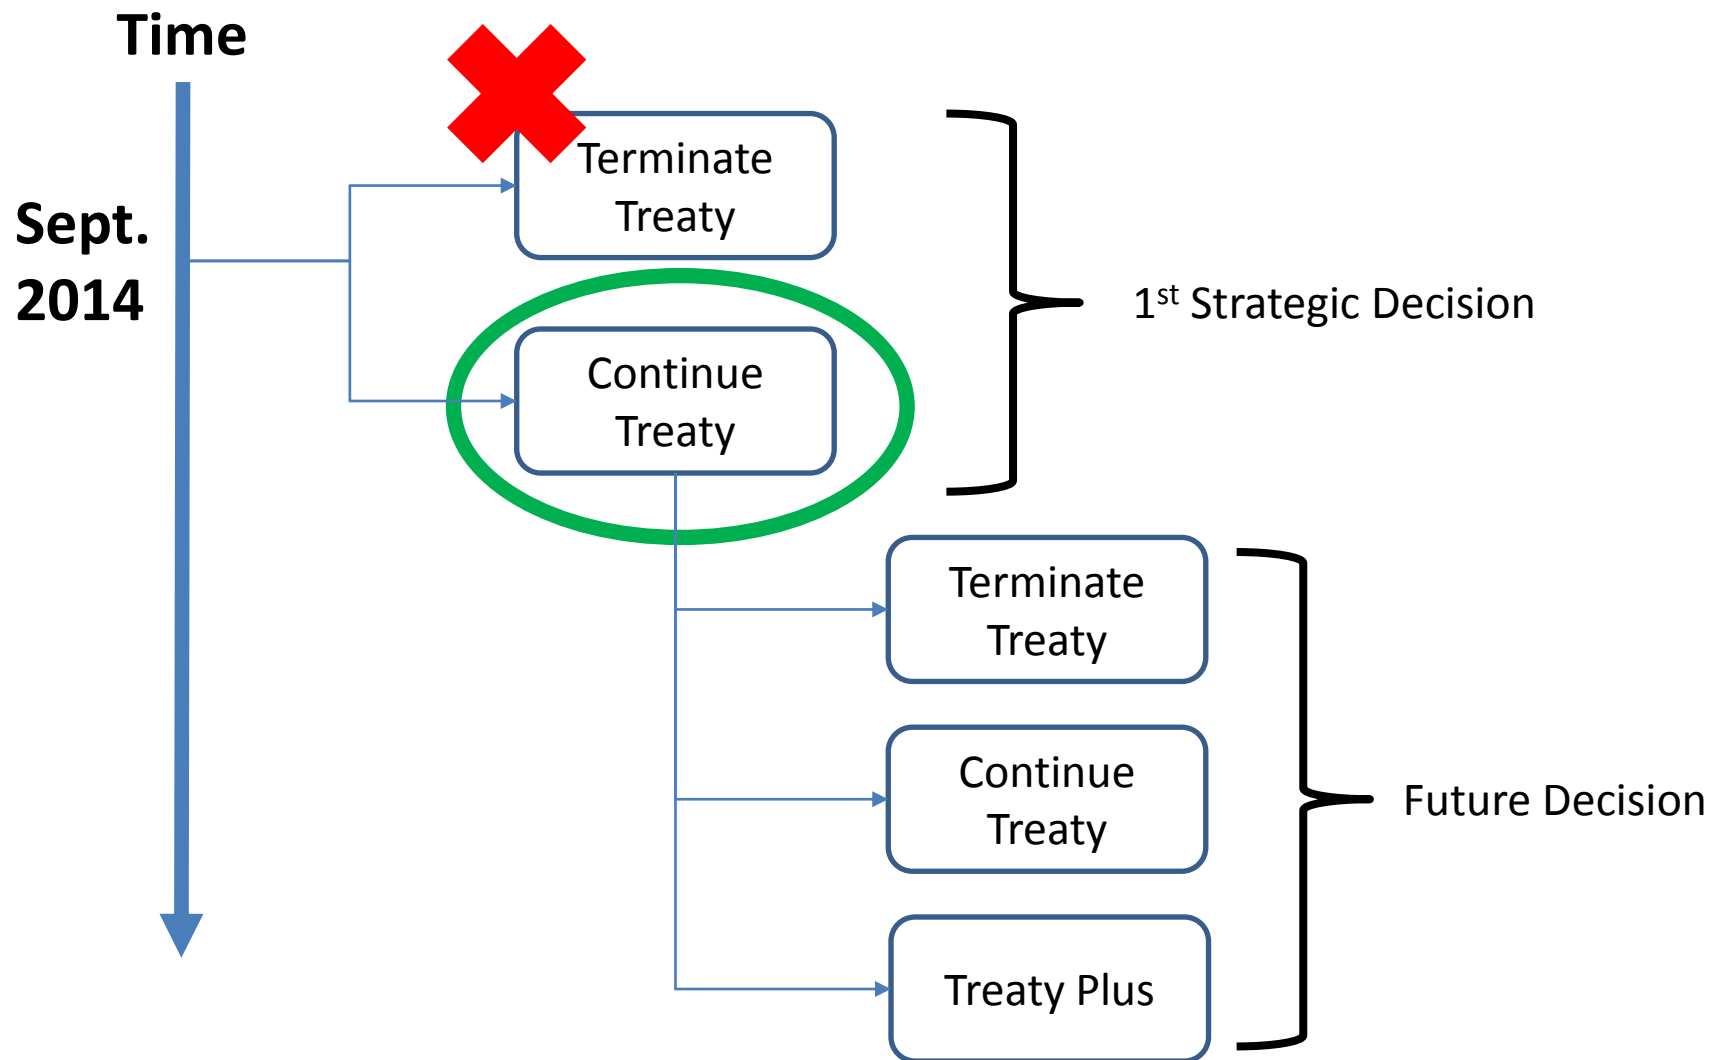 Time
Terminate
Treaty
Sept.
2014
1st Strategic Decision
Continue
Treaty
Terminate
Treaty
Continue
Treaty
Future Decision
Treaty Plus